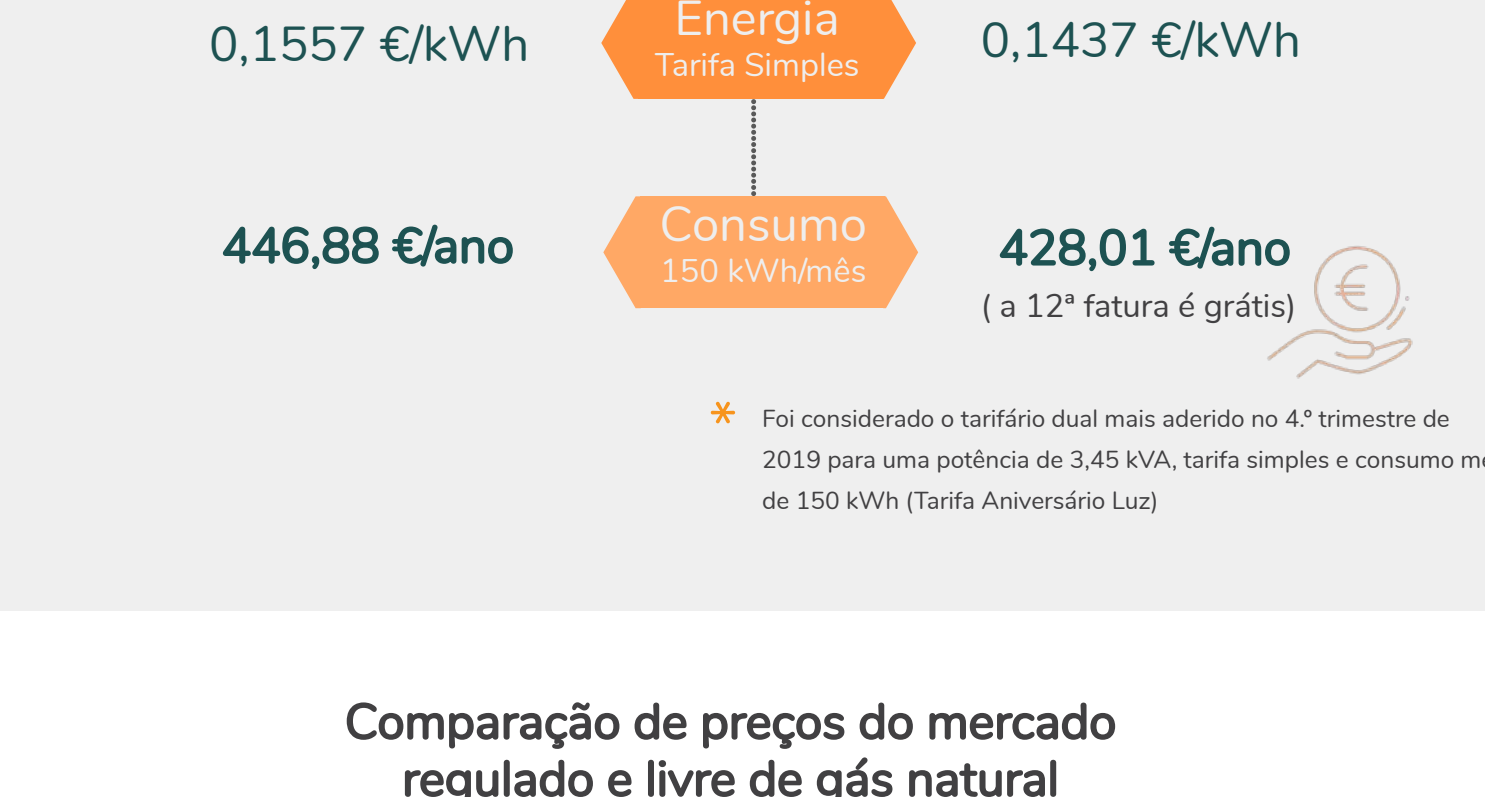 0,1557 €/kWh
Energia
Tarifa Simples
0,1437 €/kWh
446,88 €/ano
Consumo
150 kWh/mês
428,01 €/ano
( a 12ª fatura é grátis)
* Foi considerado o tarifário dual mais aderido no 4.º trimestre de
2019 para uma potência de 3,45 kVA, tarifa simples e consumo
de 150 kWh (Tarifa Aniversário Luz)
Comparação de preços do mercado
regulado e livre de gás natural